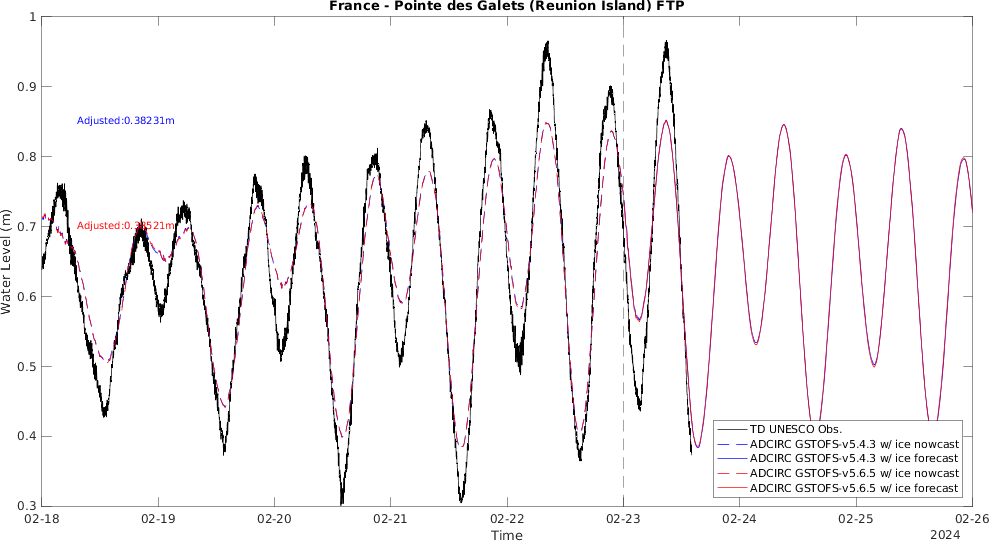 France - Pointe des Galets (Reunion Island) FTP
1
0.9
0.8
0.7
0.6
0.5
0.4
0.3
Water Level (m)
Adjusted:0.38231m
Adjusted:0.38521m
TD UNESCO Obs.
ADCIRC GSTOFS-v5.4.3 w/ ice nowcast
ADCIRC GSTOFS-v5.4.3 w/ ice forecast
ADCIRC GSTOFS-v5.6.5 w/ ice nowcast
ADCIRC GSTOFS-v5.6.5 w/ ice forecast
02-18 02-19 02-20 02-21 02-22 02-23 02-24 02-25 02-26
Time
2024